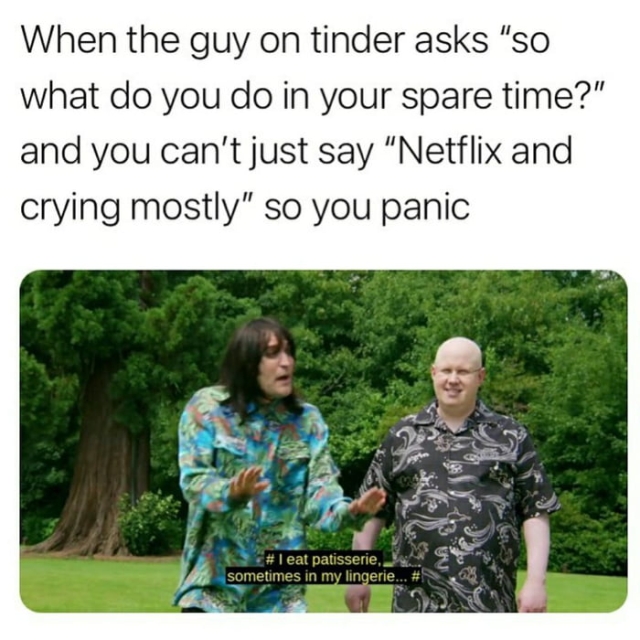 When the guy on tinder asks “so
what do you do in your spare time?”
and you can’t just say “Netflix and
crying mostly” so you panic
# I eat patisserie,
sometimes in my lingerie... #